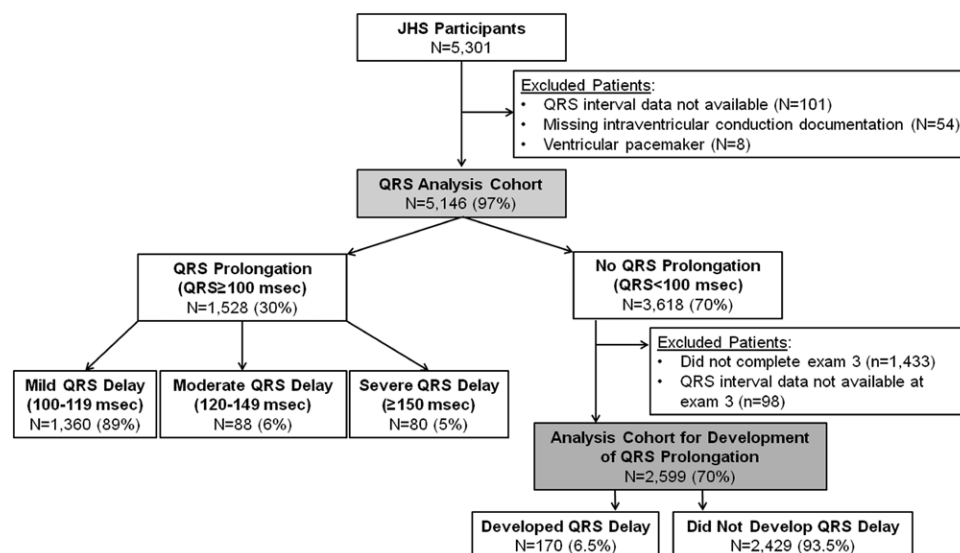 JHS Participants
N=5,301
Excluded Patients:
• QRS interval data not available (N=101)
• Missing intraventricular conduction documentation (N=54)
• Ventricular pacemaker (N=8)
QRS Analysis Cohort
N=5,146 (97%)
QRS Prolongation
(QRS≥100 msec)
N=1,528 (30%)
No QRS Prolongation
(QRS<100 msec)
N=3,618 (70%)
Excluded Patients:
• Did not complete exam 3 (n=1,433)
• QRS interval data not available at
exam 3 (n=98)
Mild QRS Delay
(100-119 msec)
N=1,360 (89%)
Moderate QRS Delay
(120-149 msec)
N=88 (6%)
Severe QRS Delay
(≥150 msec)
N=80 (5%)
Analysis Cohort for Development
of QRS Prolongation
N=2,599 (70%)
Developed QRS Delay
N=170 (6.5%)
Did Not Develop QRS Delay
N=2,429 (93.5%)